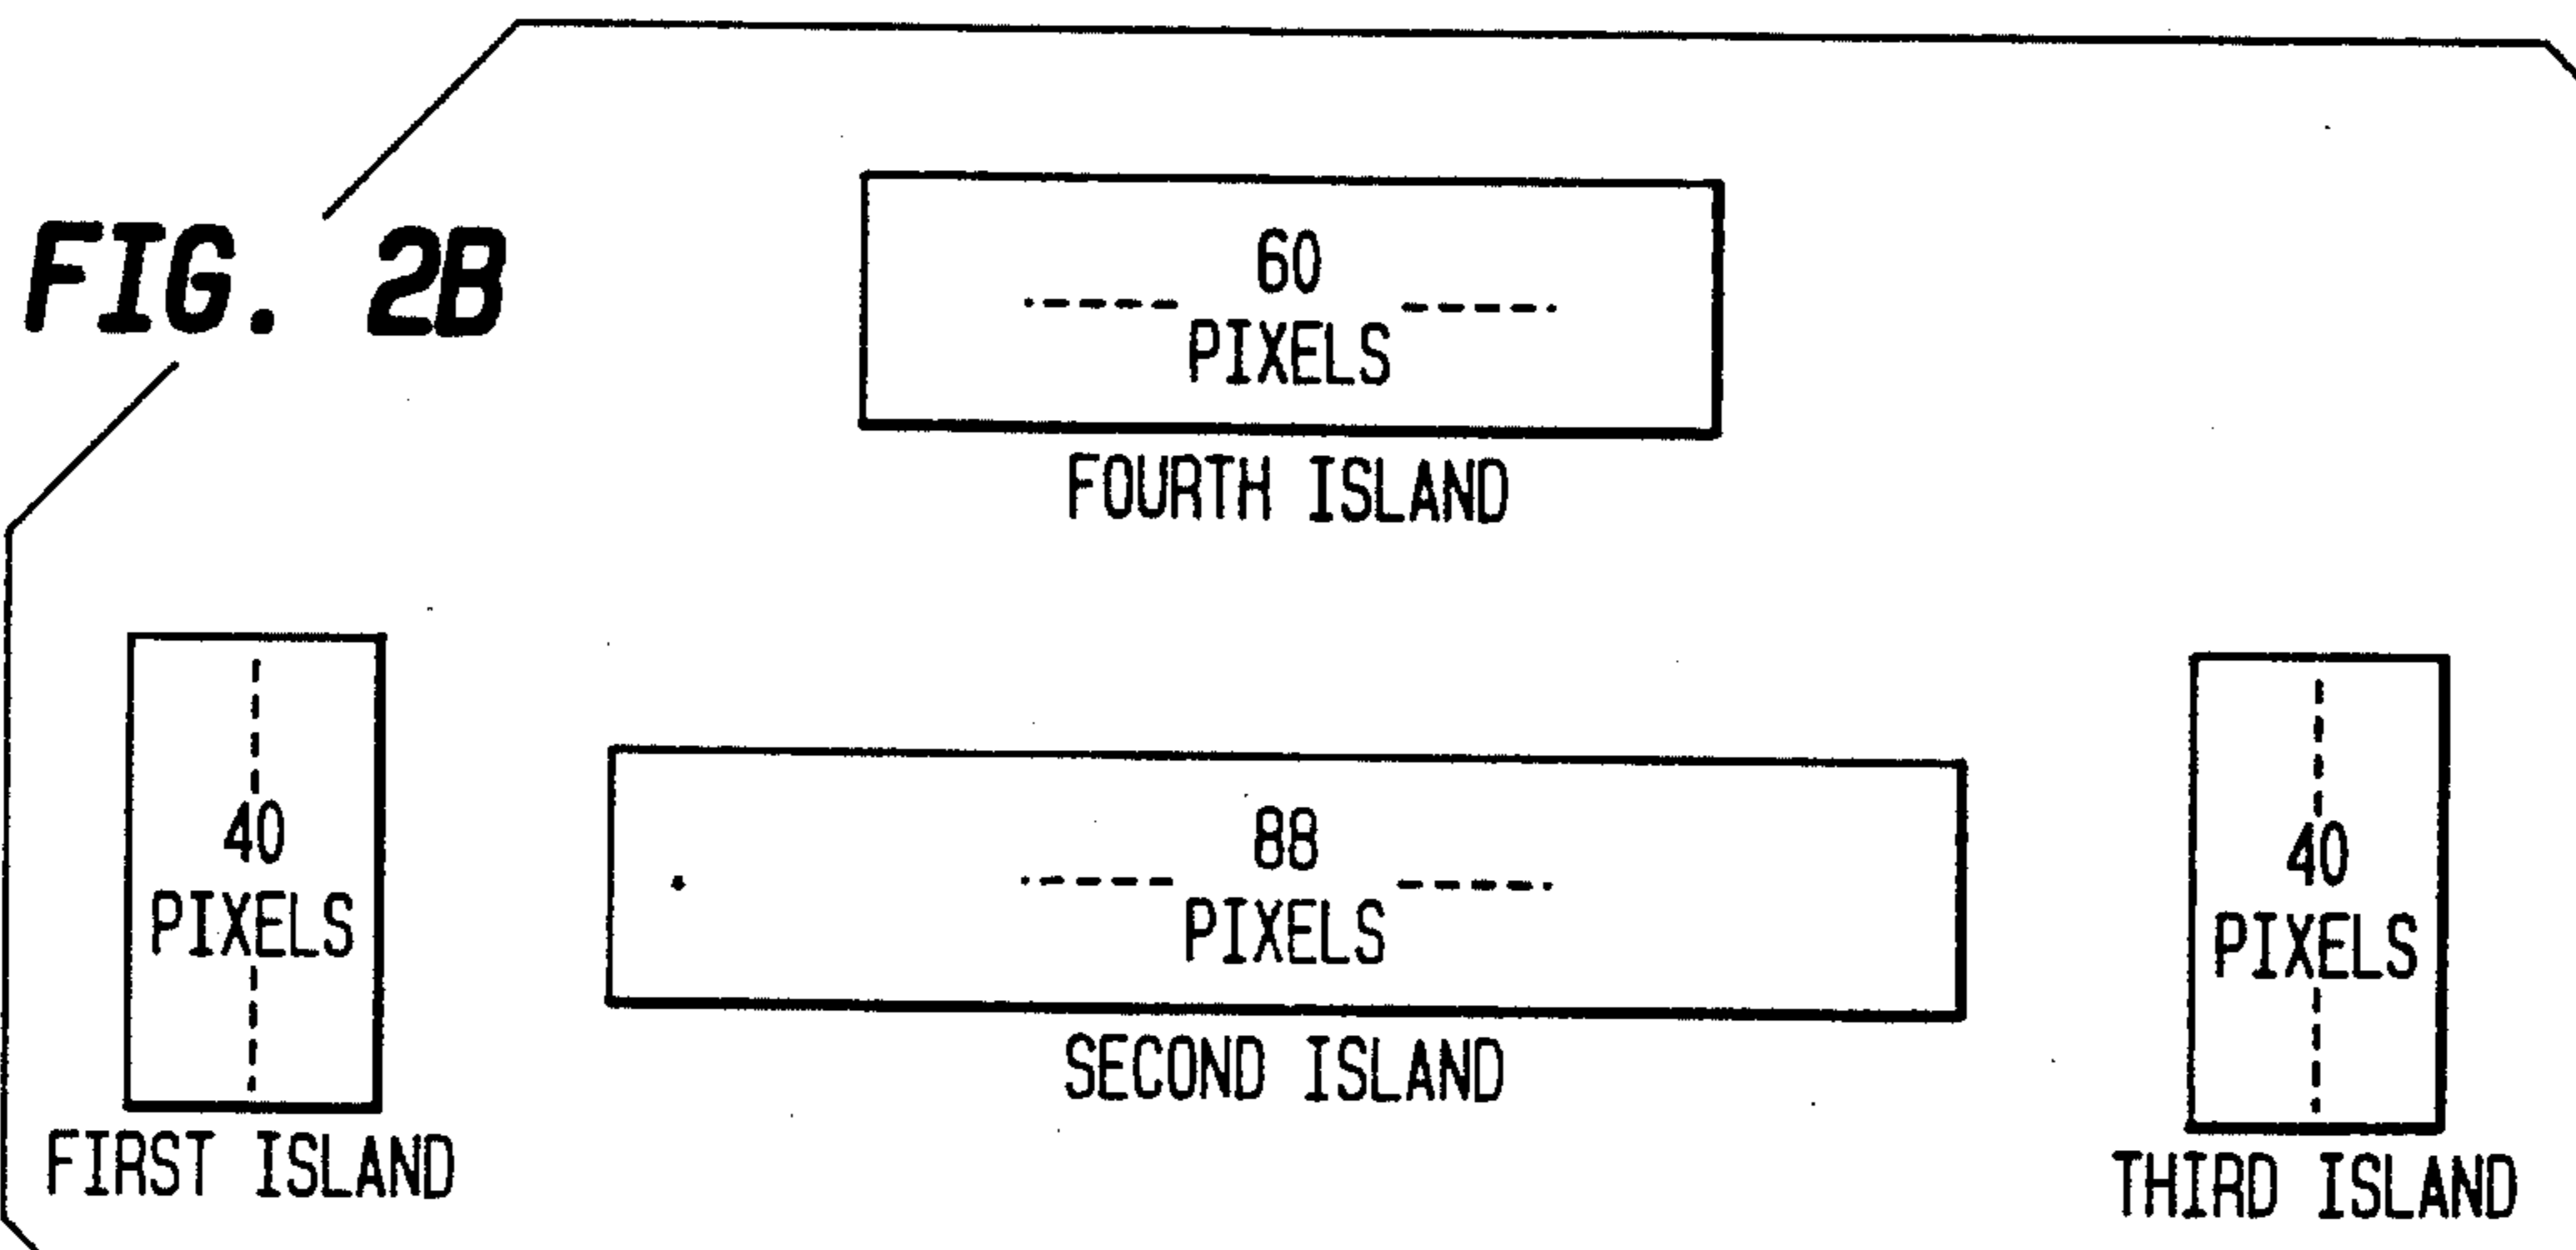 FIG. 2B
60
PIXELS
FOURTH ISLAND
40
PIXELS
FIRST ISLAND
88
PIXELS
SECOND ISLAND
40
PIXELS
THIRD ISLAND